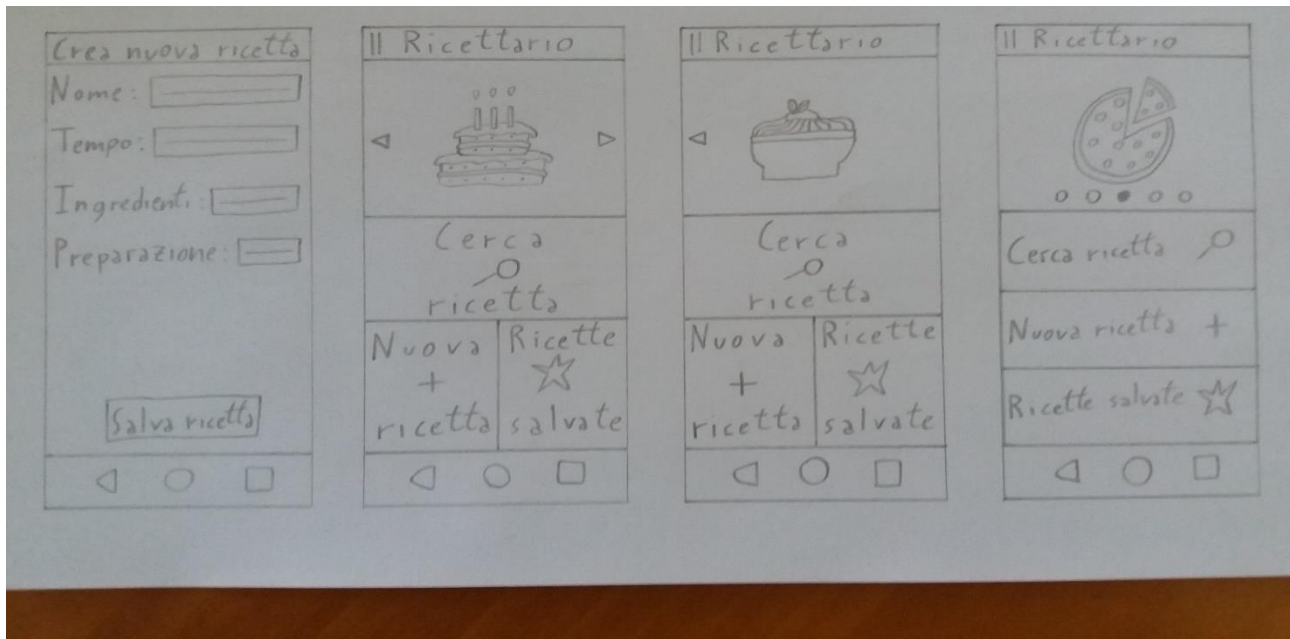 Crea nuova ricetta
Nome:
Tempo:
Ingredienti:
Preparazione:
Salva ricetta
Il Ricettario
Cerca
ricetta
Nuova
+
ricetta
Ricette
salvate
Il Ricettario
Cerca
ricetta
Nuova
+
ricetta
Ricette
salvate
Il Ricettario
Cerca ricetta
Nuova ricetta +
Ricette salvate